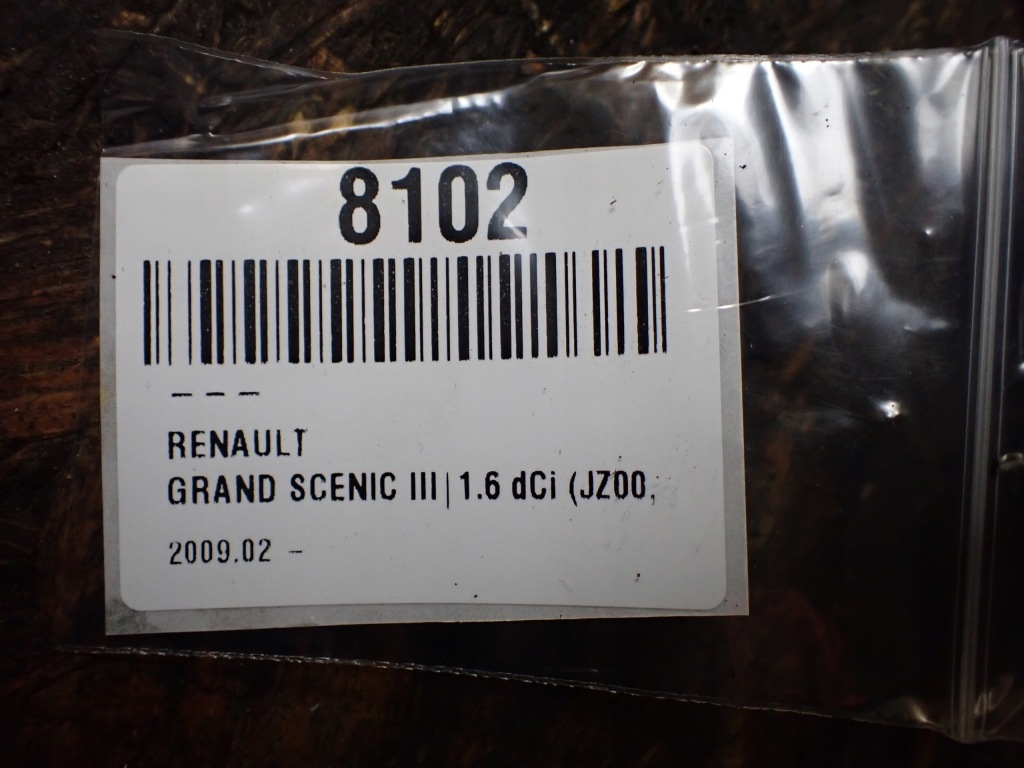 8102
---
RENAULT
GRAND SCENIC III|1.6 dCi (JZ00,
2009.02 -